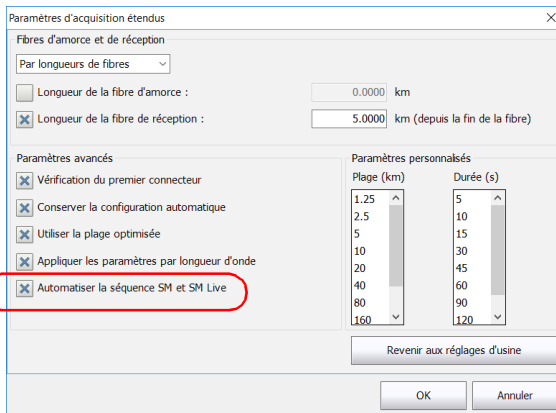 Paramètres d'acquisition étendus
Fibres d'amorce et de réception
Par longueurs de fibres
Longueur de la fibre d'amorce : 0.0000 km
Longueur de la fibre de réception : 5.0000 km (depuis la fin de la fibre)
Paramètres avancés
Vérification du premier connecteur
Conserver la configuration automatique
Utiliser la plage optimisée
Appliquer les paramètres par longueur d'onde
Automatiser la séquence SM et SM Live
Paramètres personnalisés
Plage (km) Durée (s)
1.25 5
2.5 10
5 15
10 30
20 45
40 60
80 90
160 120
Revenir aux réglages d'usine
OK Annuler